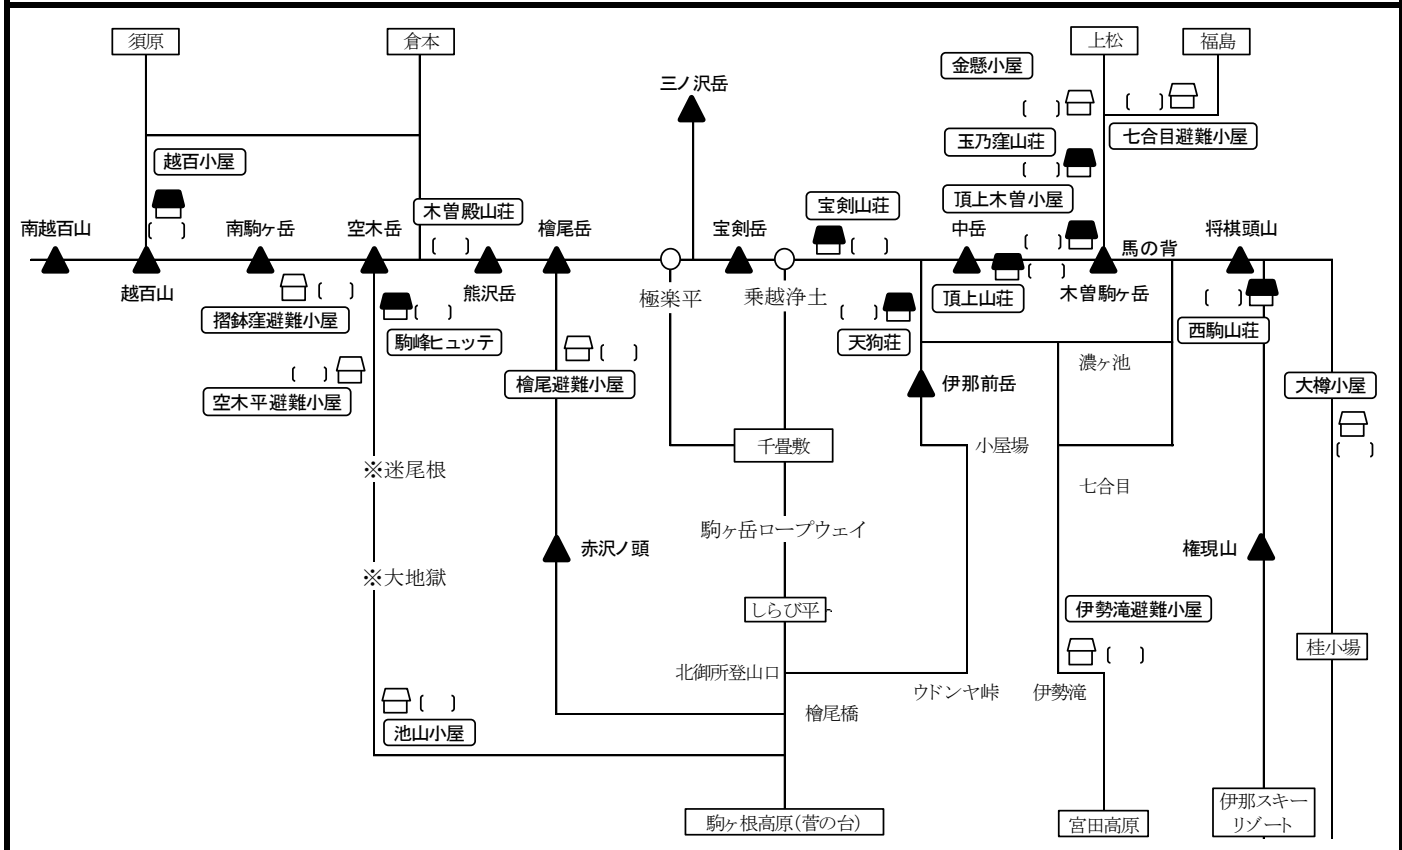 須原
倉本
上松
福島
金懸小屋
三ノ沢岳
( )
( )
玉乃窪山荘
七合目避難小屋
越百小屋
( )
頂上木曽小屋
木曽殿山荘
宝剣山荘
南越百山
( )
南駒ヶ岳
空木岳
( )
檜尾岳
宝剣岳
( )
中岳
( )
馬の背
将棋頭山
越百山
( )
熊沢岳
極楽平
乗越浄土
( )
頂上山荘
木曽駒ヶ岳
( )
摺鉢窪避難小屋
( )
駒峰ヒュッテ
( )
天狗荘
西駒山荘
( )
檜尾避難小屋
濃ヶ池
( )
空木平避難小屋
伊那前岳
大樽小屋
( )
千畳敷
小屋場
※迷尾根
七合目
駒ヶ岳ロープウェイ
赤沢ノ頭
権現山
※大地獄
しらび平
伊勢滝避難小屋
( )
桂小場
北御所登山口
ウドンヤ峠
伊勢滝
( )
檜尾橋
池山小屋
駒ヶ根高原(菅の台)
宮田高原
伊那スキー
リゾート